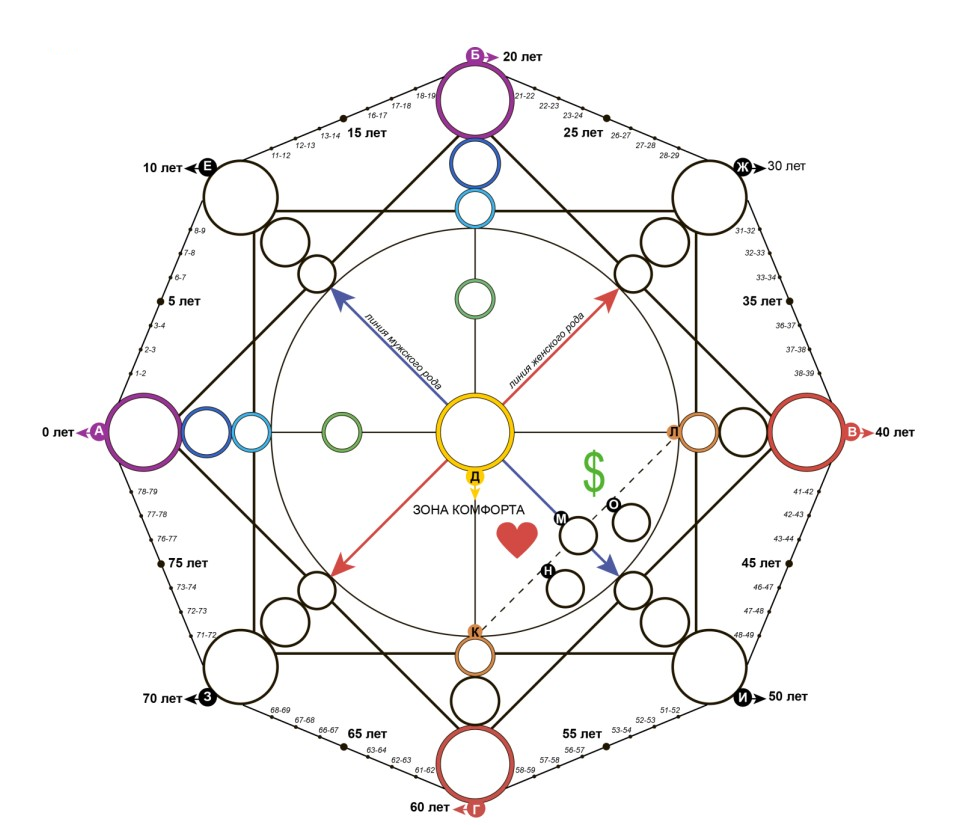 Б 20 лет
18-19 21-22
17-18 22-23
16-17 23-24
13-14 15 лет 25 лет 26-27
12-13 27-28
11-12 28-29
10 лет Е Ж 30 лет
8-9 31-32
7-8 32-33
6-7 33-34
5 лет 35 лет
3-4 36-37
2-3 37-38
1-2 38-39
линия мужского рода
линия женского рода
0 лет А Л В 40 лет
Д
ЗОНА КОМФОРТА
$
О
М
Н
К
78-79 41-42
77-78 42-43
76-77 43-44
75 лет 45 лет
73-74 46-47
72-73 47-48
71-72 48-49
70 лет З И 50 лет
68-69 51-52
67-68 52-53
66-67 53-54
65 лет 55 лет
63-64 56-57
62-63 57-58
61-62 58-59
60 лет Г